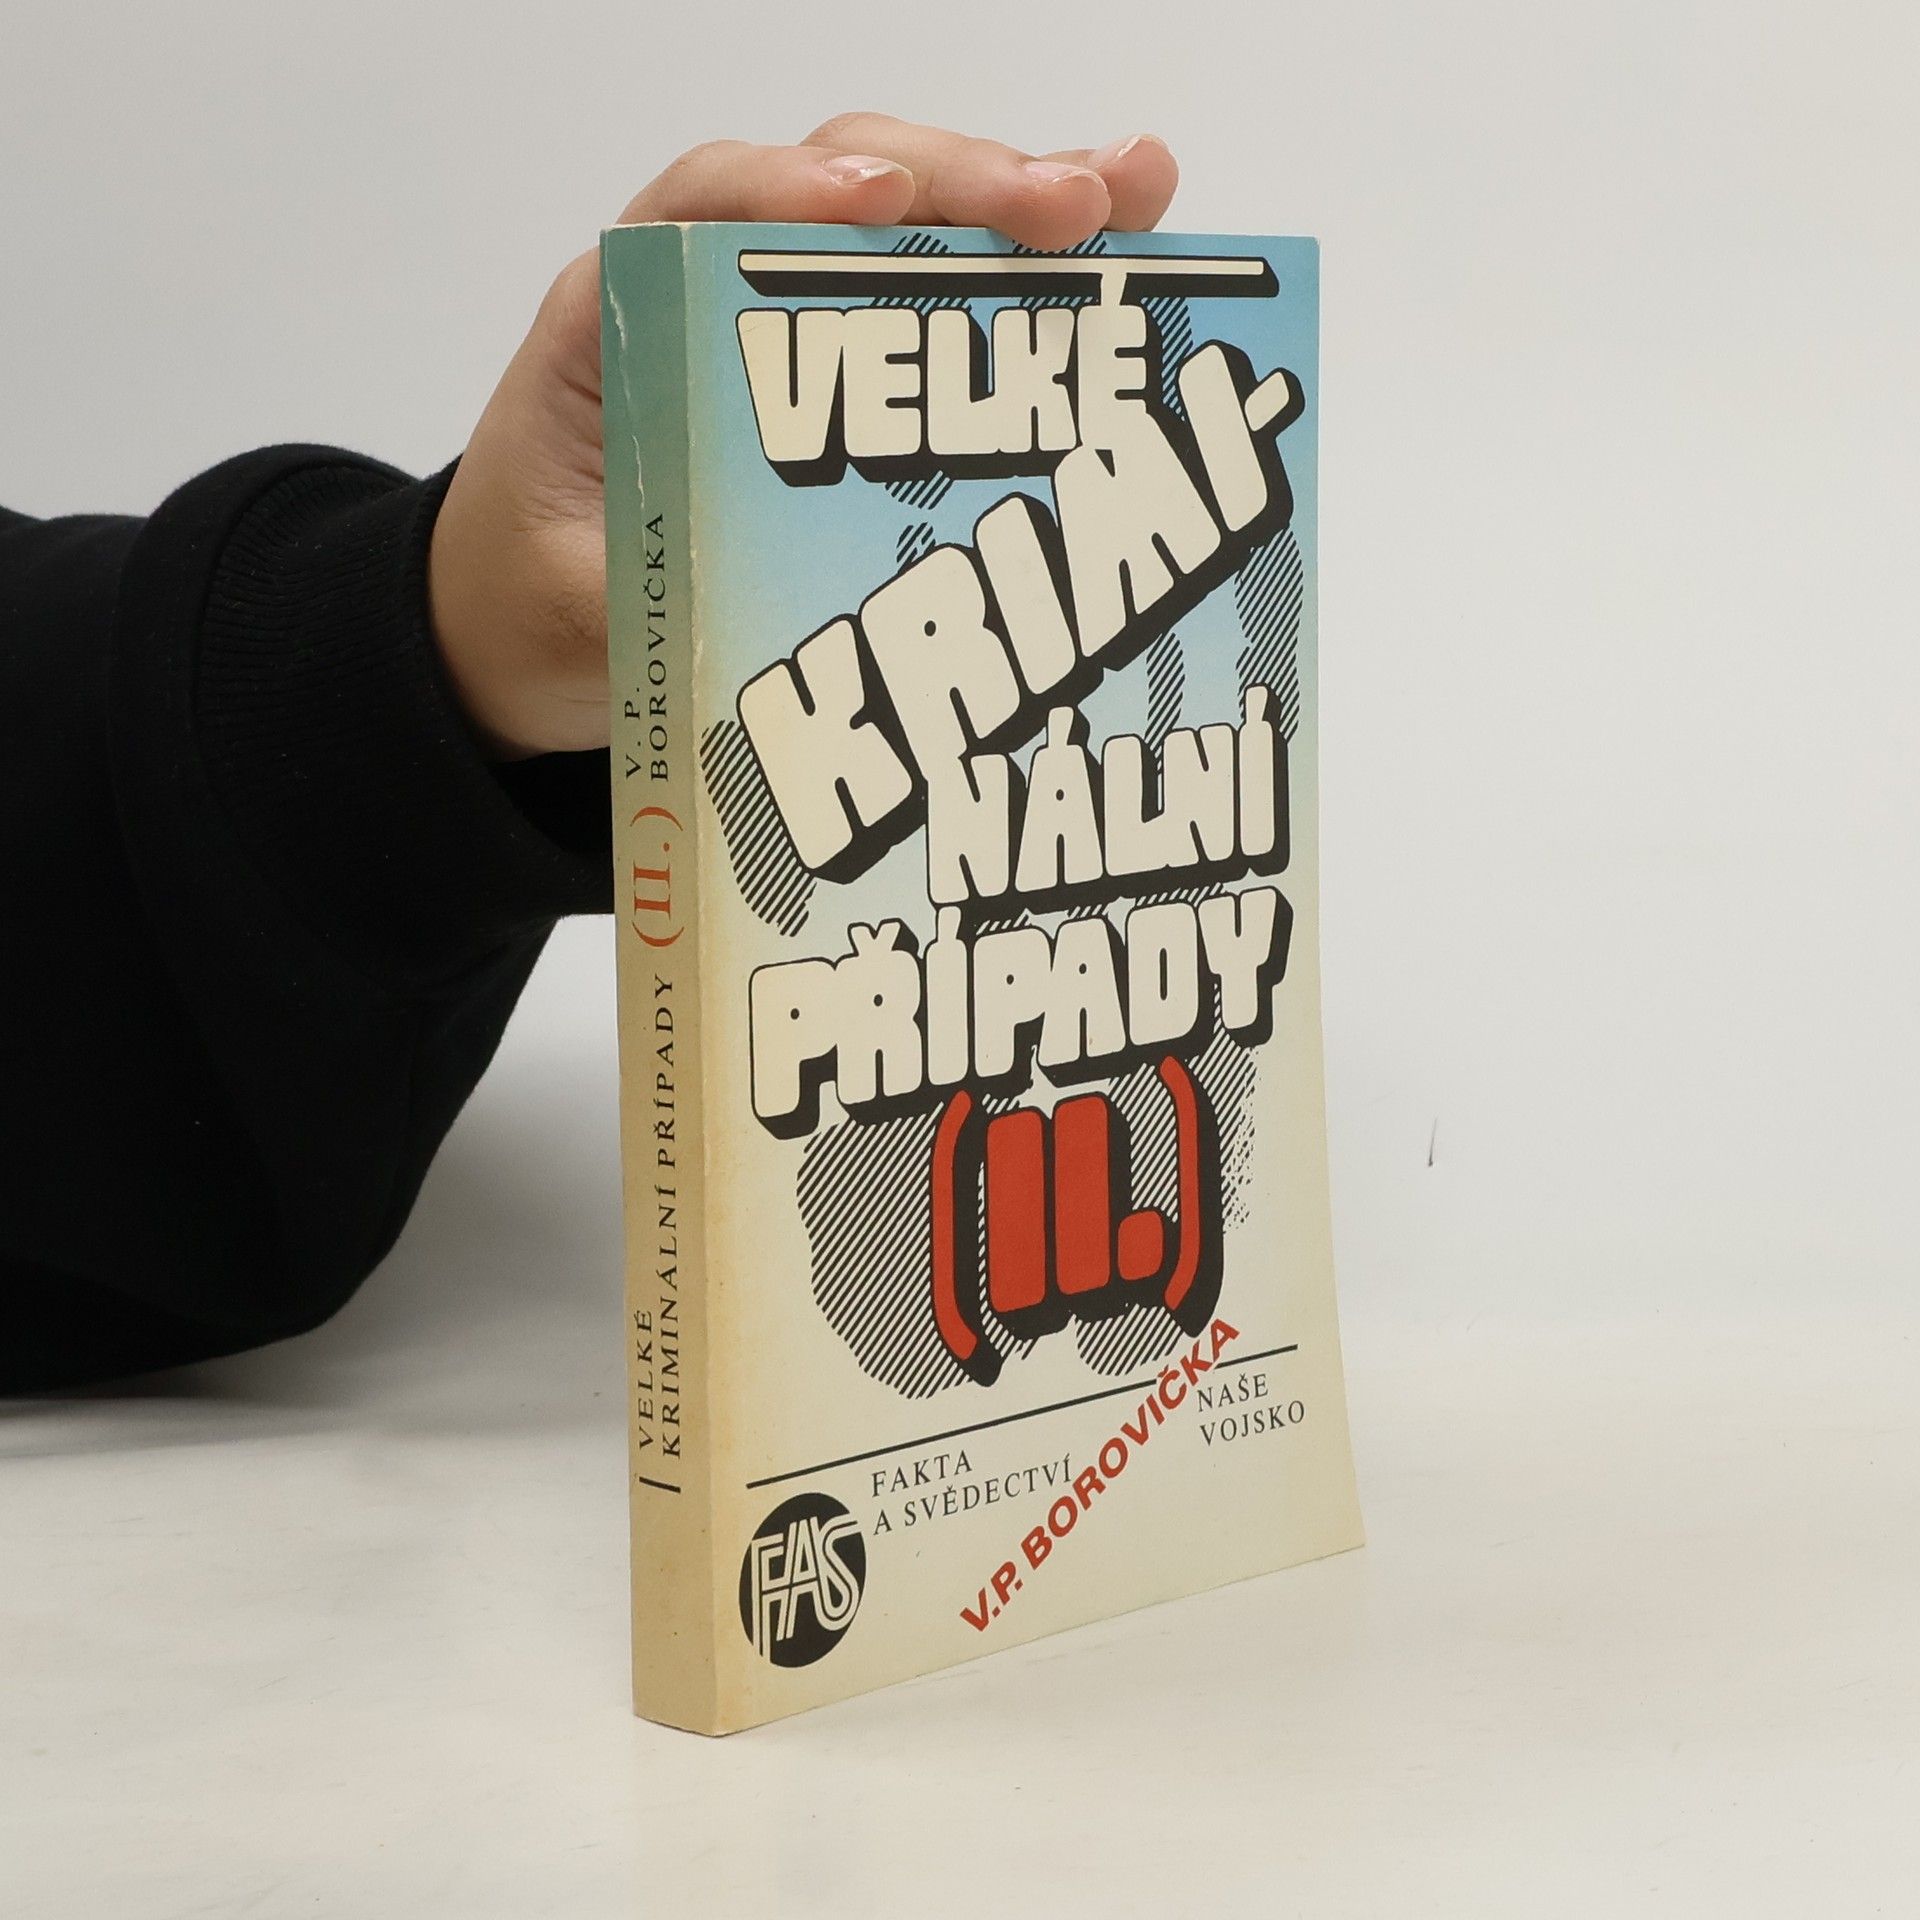 VELKÉ
KRIMI-
NÁLNÍ
PŘÍPADY
(II.)
V.P. BOROVIČKA
NAŠE
VOJSKO
FAKTA
A SVĚDECTVÍ
FAS
VELKÉ
KRIMINÁLNÍ PŘÍPADY (II.)
V. P.
BOROVIČKA